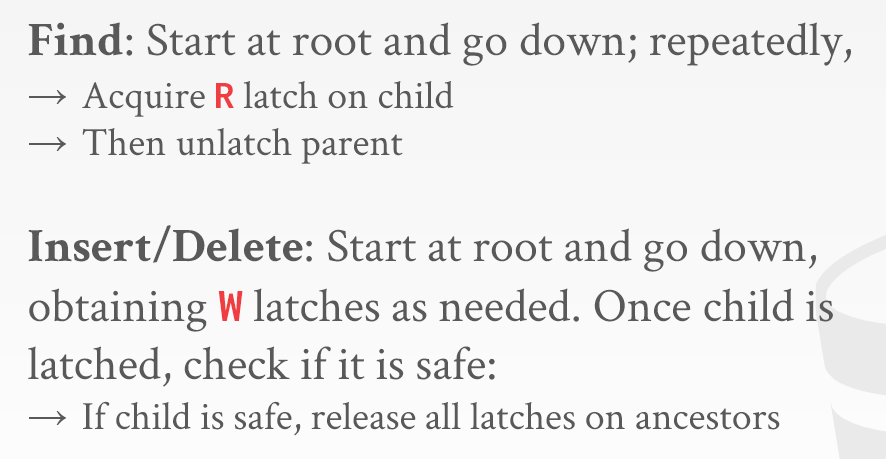 Find: Start at root and go down; repeatedly,
→ Acquire R latch on child
→ Then unlatch parent
Insert/Delete: Start at root and go down,
obtaining W latches as needed. Once child is
latched, check if it is safe:
→ If child is safe, release all latches on ancestors